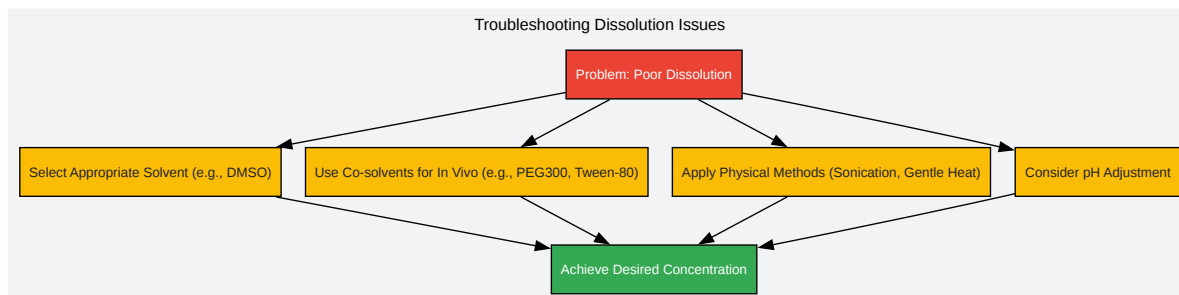 Troubleshooting Dissolution Issues
Problem: Poor Dissolution
Select Appropriate Solvent (e.g., DMSO)
Use Co-solvents for In Vivo (e.g., PEG300, Tween-80)
Apply Physical Methods (Sonication, Gentle Heat)
Consider pH Adjustment
Achieve Desired Concentration